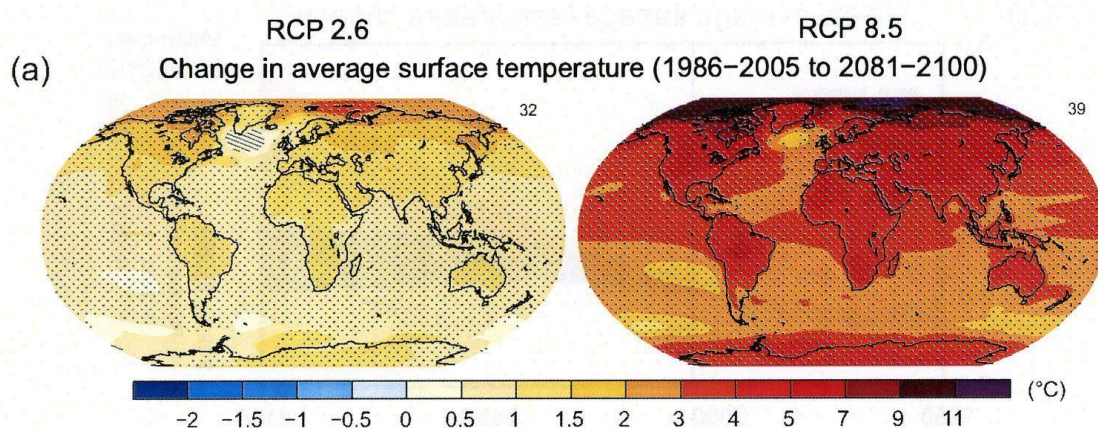 RCP 2.6 RCP 8.5
(a) Change in average surface temperature (1986−2005 to 2081−2100)
32 39
(°C)
−2 −1.5 −1 −0.5 0 0.5 1 1.5 2 3 4 5 7 9 11